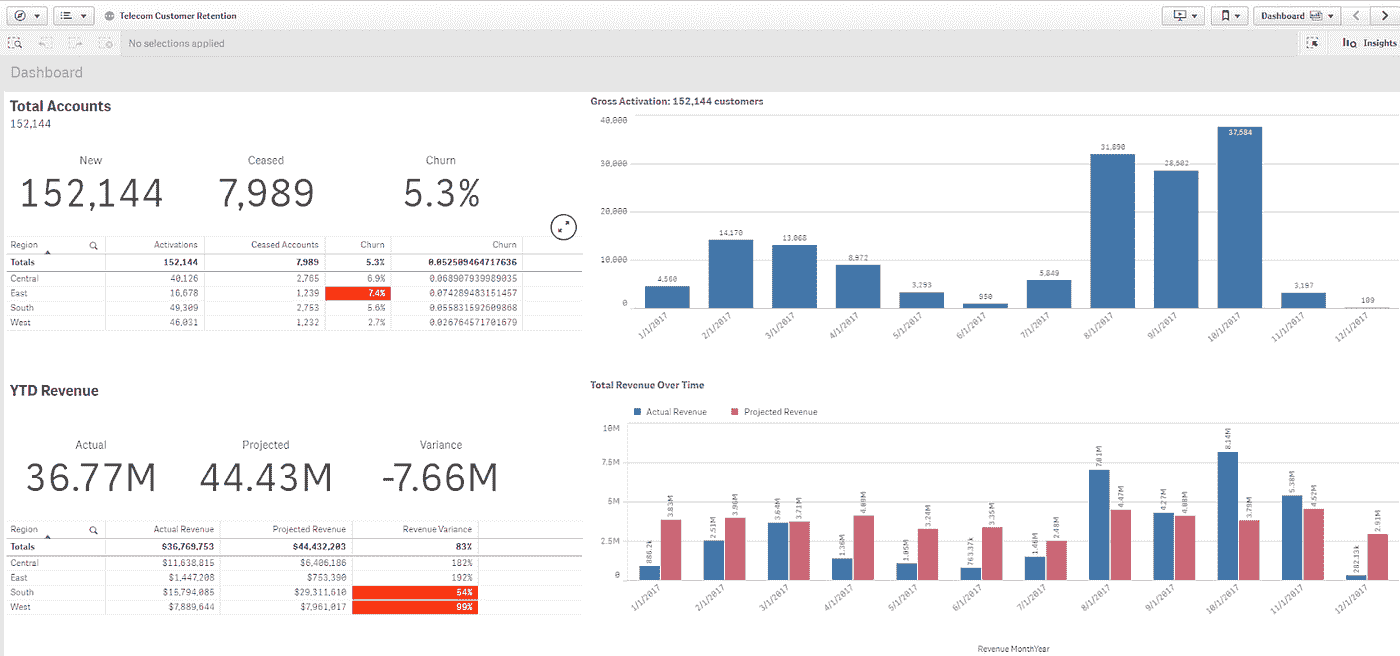 Telecom Customer Retention
Dashboard
No selections applied
Insights
Dashboard
Total Accounts
152,144
New Ceased Churn
152,144 7,989 5.3%
Region Activations Ceased Accounts Churn Churn
Totals 152,144 7,989 5.3% 0.052509464717636
Central 40,126 2,765 6.9% 0.068907939989035
East 16,678 1,239 7.4% 0.074289483151457
South 49,309 2,753 5.6% 0.055831592609868
West 46,031 1,232 2.7% 0.026764571701679
Gross Activation: 152,144 customers
40,000
30,000
20,000
10,000
0
4,560 14,170 13,068 8,972 3,293 950 5,849 31,890 28,502 37,584 3,197 109
1/1/2017 2/1/2017 3/1/2017 4/1/2017 5/1/2017 6/1/2017 7/1/2017 8/1/2017 9/1/2017 10/1/2017 11/1/2017 12/1/2017
YTD Revenue
Actual Projected Variance
36.77M 44.43M -7.66M
Region Actual Revenue Projected Revenue Revenue Variance
Totals $36,769,753 $44,432,203 83%
Central $11,638,815 $6,406,186 182%
East $1,447,208 $753,390 192%
South $15,794,085 $29,311,610 54%
West $7,889,644 $7,961,017 99%
Total Revenue Over Time
Actual Revenue Projected Revenue
10M
7.5M
5M
2.5M
0
886.2k 3.83M 2.51M 3.96M 3.64M 3.71M 1.36M 4.09M 1.05M 3.24M 763.37k 3.35M 1.46M 2.48M 7.01M 4.47M 4.27M 4.08M 8.14M 3.79M 5.38M 4.52M 282.13k 2.91M
1/1/2017 2/1/2017 3/1/2017 4/1/2017 5/1/2017 6/1/2017 7/1/2017 8/1/2017 9/1/2017 10/1/2017 11/1/2017 12/1/2017
Revenue MonthYear